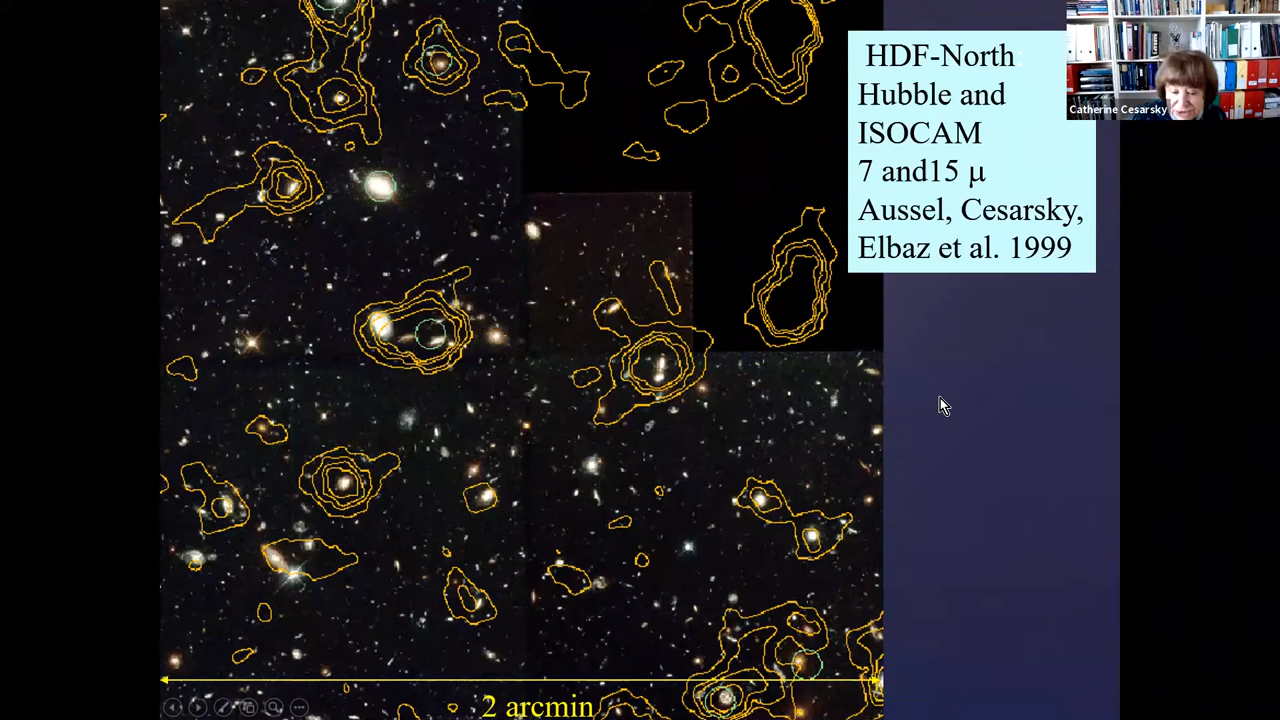 HDF-North
Hubble and
ISOCAM
7 and15 μ
Aussel, Cesarsky,
Elbaz et al. 1999
Catherine Cesarsky
2 arcmin